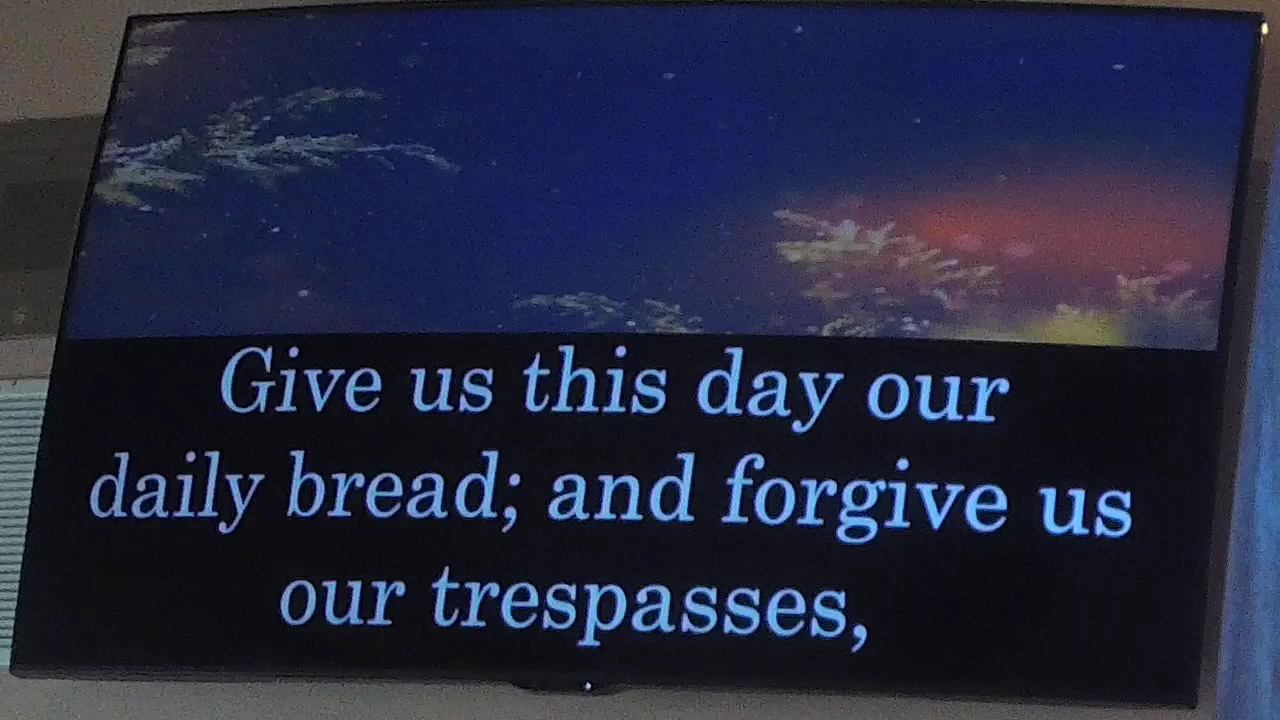 Give us this day our
daily bread; and forgive us
our trespasses,